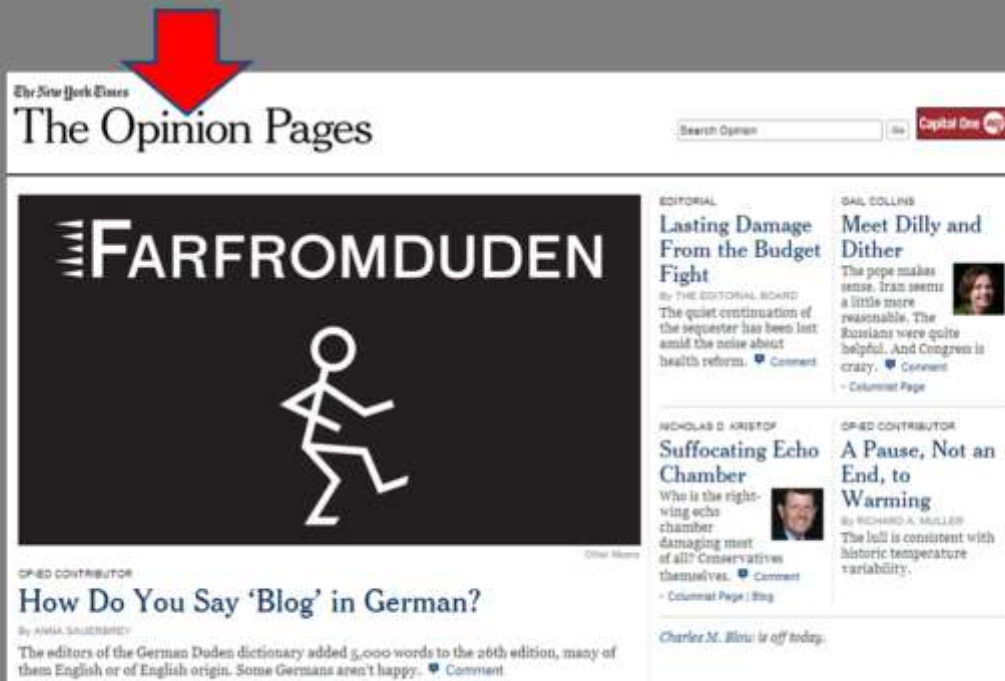 The New York Times
The Opinion Pages
Search Opinion
Go
Capital One
FARFROMDUDEN
Other Means
OP-ED CONTRIBUTOR
How Do You Say ‘Blog’ in German?
By ANNA SAUERBREY
The editors of the German Duden dictionary added 5,000 words to the 26th edition, many of
them English or of English origin. Some Germans aren't happy. Comment
EDITORIAL
Lasting Damage
From the Budget
Fight
By THE EDITORIAL BOARD
The quiet continuation of
the sequester has been lost
amid the noise about
health reform. Comment
GAIL COLLINS
Meet Dilly and
Dither
The pope makes
sense. Iran seems
a little more
reasonable. The
Russians were quite
helpful. And Congress is
crazy. Comment
• Columnist Page
NICHOLAS D. KRISTOF
Suffocating Echo
Chamber
Who is the right-
wing echo
chamber
damaging most
of all? Conservatives
themselves. Comment
• Columnist Page | Blog
OP-ED CONTRIBUTOR
A Pause, Not an
End, to
Warming
By RICHARD A. MULLER
The lull is consistent with
historic temperature
variability.
Charles M. Blow is off today.